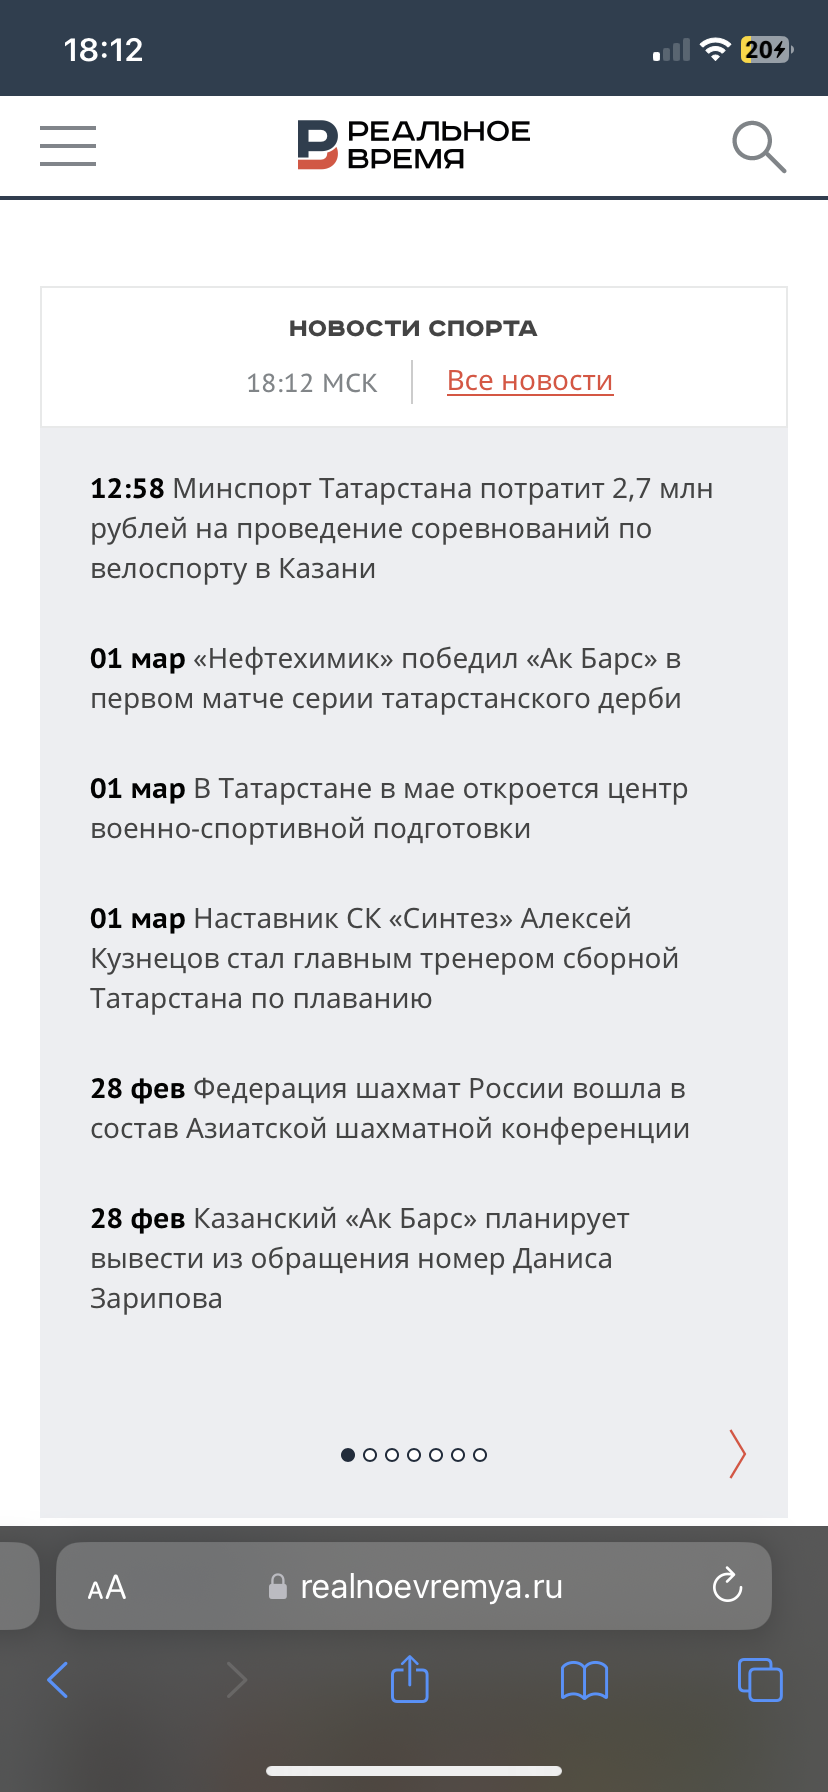 18:12
20
РЕАЛЬНОЕ
ВРЕМЯ
НОВОСТИ СПОРТА
18:12 МСК
Все новости
12:58 Минспорт Татарстана потратит 2,7 млн
рублей на проведение соревнований по
велоспорту в Казани
01 мар «Нефтехимик» победил «Ак Барс» в
первом матче серии татарстанского дерби
01 мар В Татарстане в мае откроется центр
военно-спортивной подготовки
01 мар Наставник СК «Синтез» Алексей
Кузнецов стал главным тренером сборной
Татарстана по плаванию
28 фев Федерация шахмат России вошла в
состав Азиатской шахматной конференции
28 фев Казанский «Ак Барс» планирует
вывести из обращения номер Даниса
Зарипова
AA
realnoevremya.ru